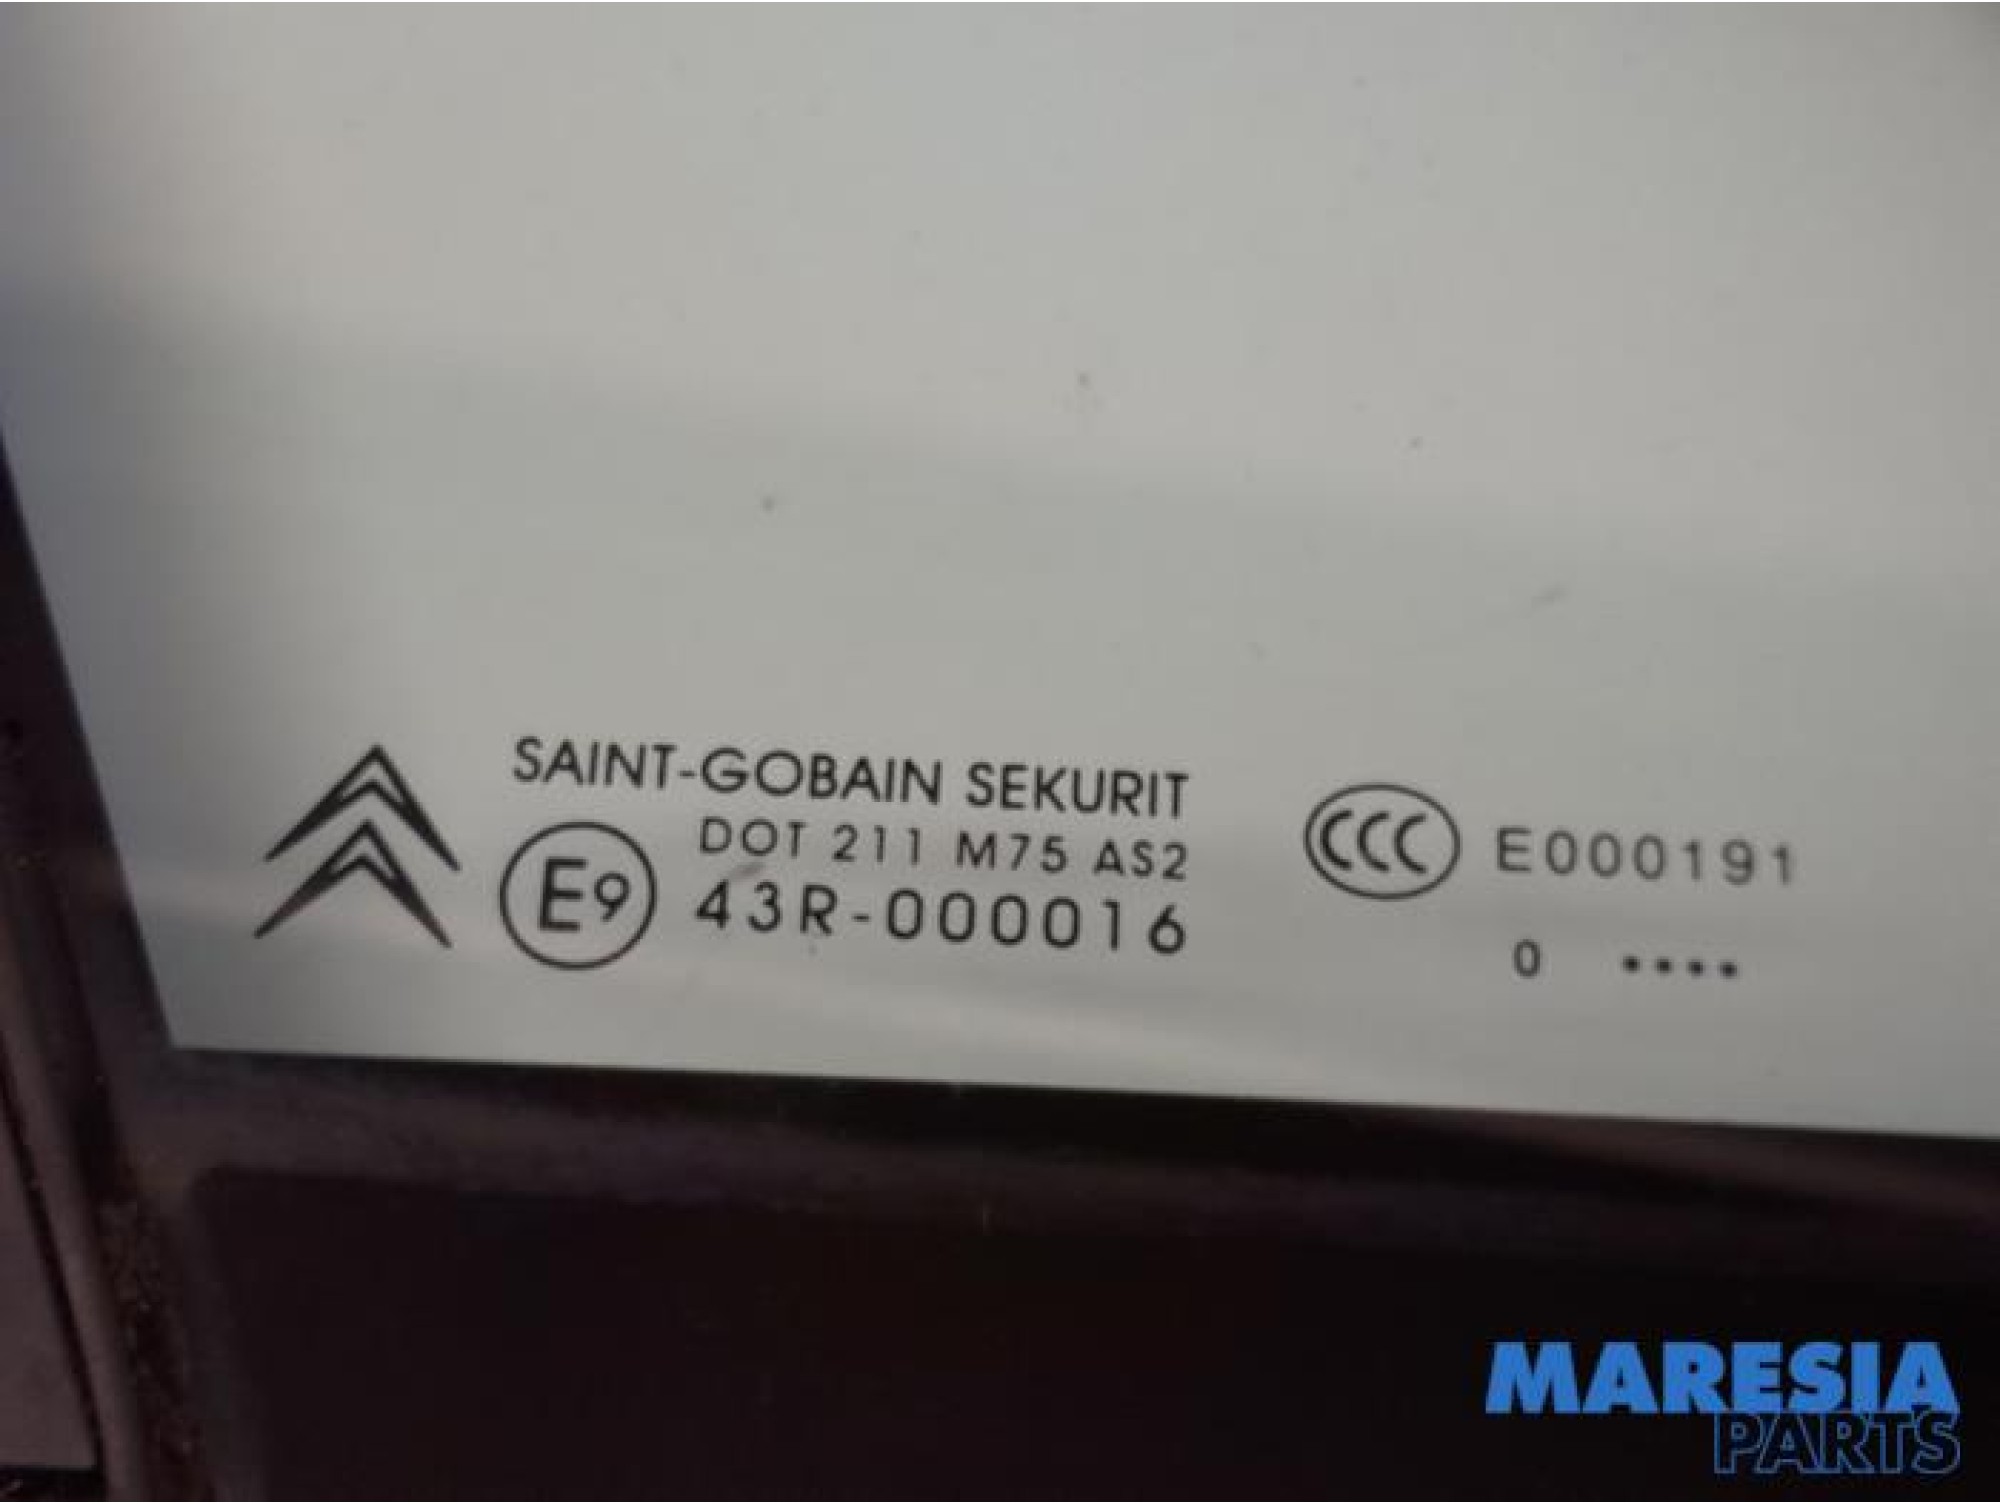 SAINT-GOBAIN SEKURIT
DOT 211 M75 AS2
E9 43R-000016
CCC E000191
0 ....
MARESIA
PARTS